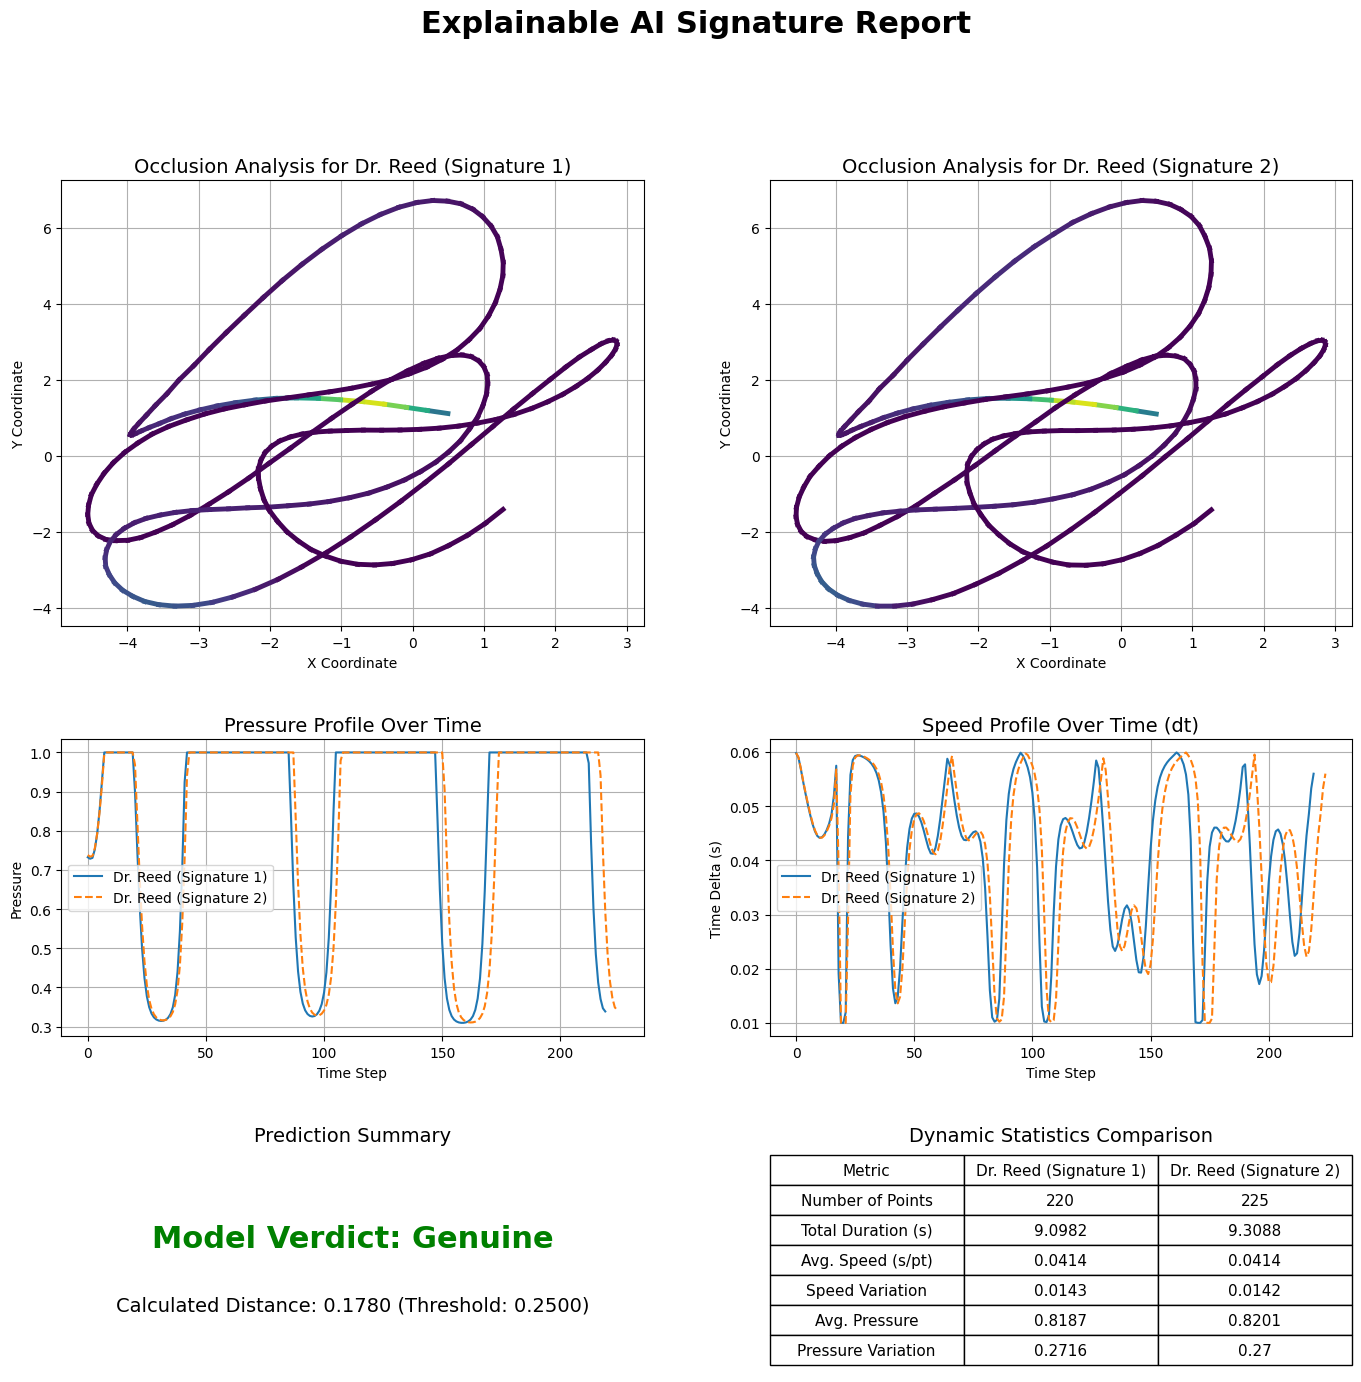 Explainable AI Signature Report
Occlusion Analysis for Dr. Reed (Signature 1)
Y Coordinate
6
4
2
0
−2
−4
−4 −3 −2 −1 0 1 2 3
X Coordinate
Occlusion Analysis for Dr. Reed (Signature 2)
Y Coordinate
6
4
2
0
−2
−4
−4 −3 −2 −1 0 1 2 3
X Coordinate
Pressure Profile Over Time
Pressure
1.0
0.9
0.8
0.7
0.6
0.5
0.4
0.3
Dr. Reed (Signature 1)
Dr. Reed (Signature 2)
0 50 100 150 200
Time Step
Speed Profile Over Time (dt)
Time Delta (s)
0.06
0.05
0.04
0.03
0.02
0.01
Dr. Reed (Signature 1)
Dr. Reed (Signature 2)
0 50 100 150 200
Time Step
Prediction Summary
Model Verdict: Genuine
Calculated Distance: 0.1780 (Threshold: 0.2500)
Dynamic Statistics Comparison
Metric Dr. Reed (Signature 1) Dr. Reed (Signature 2)
Number of Points 220 225
Total Duration (s) 9.0982 9.3088
Avg. Speed (s/pt) 0.0414 0.0414
Speed Variation 0.0143 0.0142
Avg. Pressure 0.8187 0.8201
Pressure Variation 0.2716 0.27